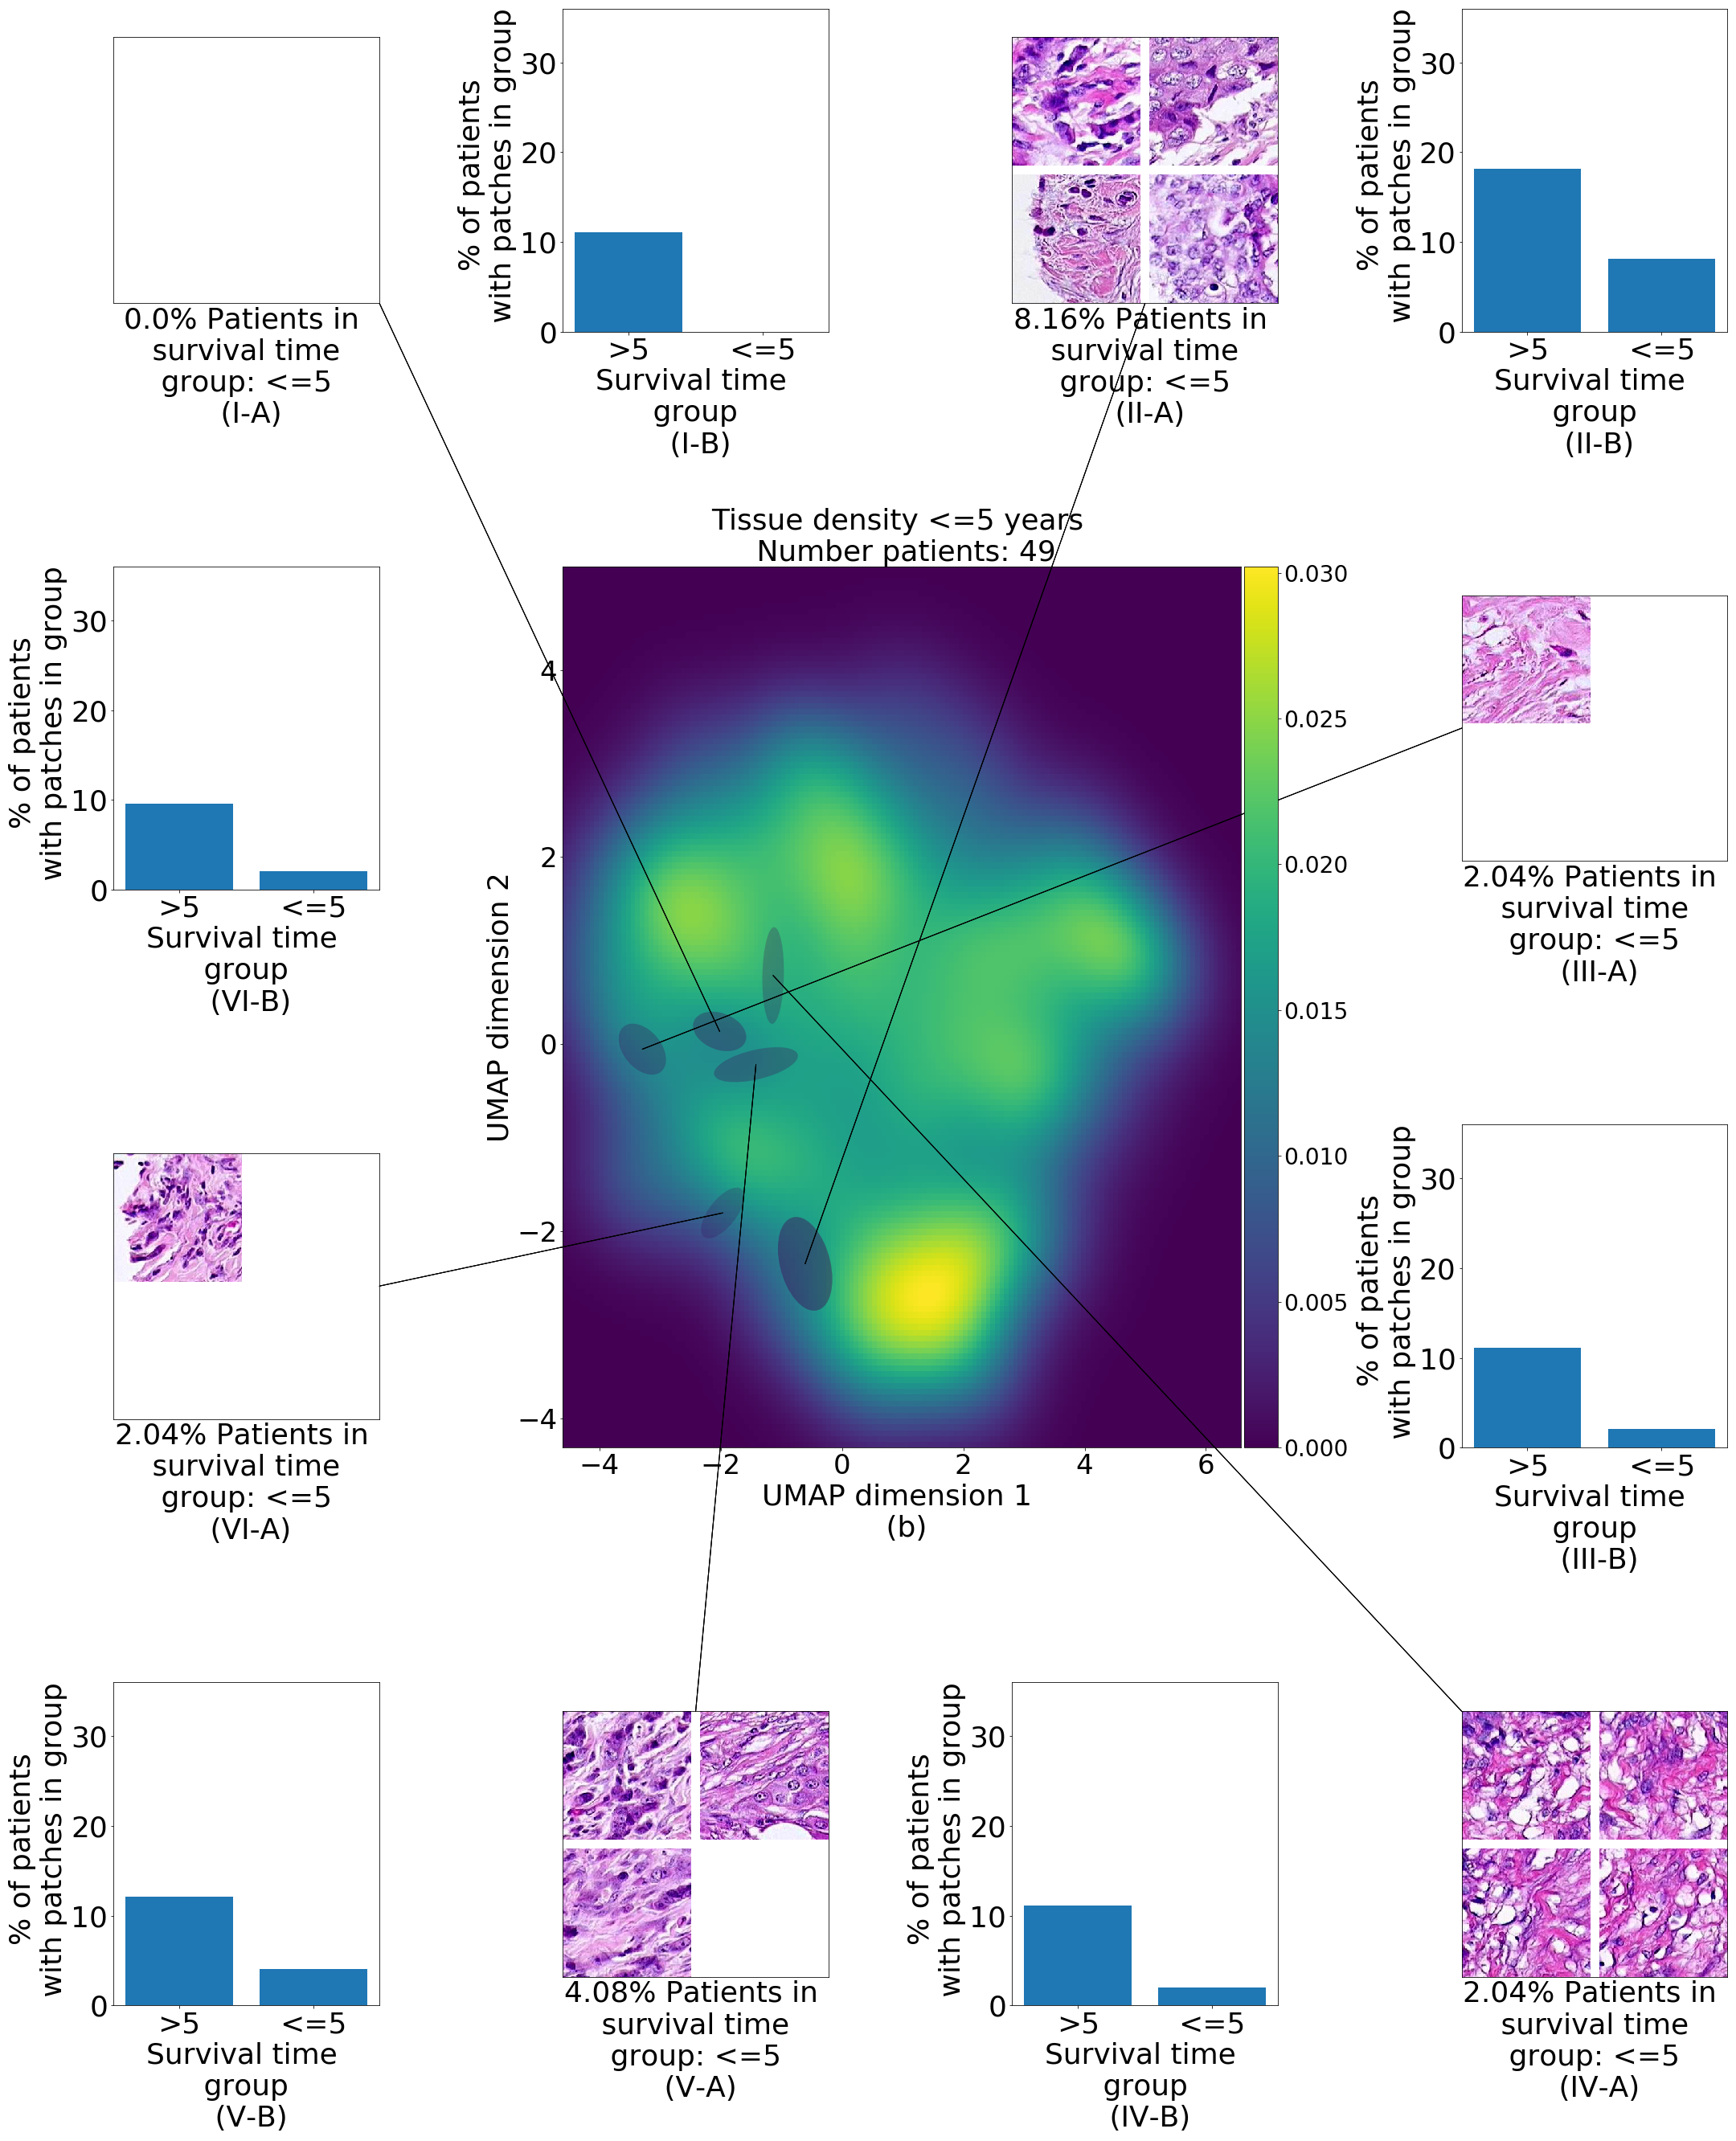 % of patients
with patches in group
30
20
10
0
>5
<=5
Survival time
group
(I-B)
0.0% Patients in
survival time
group: <=5
(I-A)
8.16% Patients in
survival time
group: <=5
(II-A)
% of patients
with patches in group
30
20
10
0
>5
<=5
Survival time
group
(II-B)
% of patients
with patches in group
30
20
10
0
>5
<=5
Survival time
group
(VI-B)
Tissue density <=5 years
Number patients: 49
UMAP dimension 2
4
2
0
−2
−4
−4
−2
0
2
4
6
UMAP dimension 1
(b)
0.030
0.025
0.020
0.015
0.010
0.005
0.000
2.04% Patients in
survival time
group: <=5
(III-A)
2.04% Patients in
survival time
group: <=5
(VI-A)
% of patients
with patches in group
30
20
10
0
>5
<=5
Survival time
group
(III-B)
% of patients
with patches in group
30
20
10
0
>5
<=5
Survival time
group
(V-B)
4.08% Patients in
survival time
group: <=5
(V-A)
% of patients
with patches in group
30
20
10
0
>5
<=5
Survival time
group
(IV-B)
2.04% Patients in
survival time
group: <=5
(IV-A)